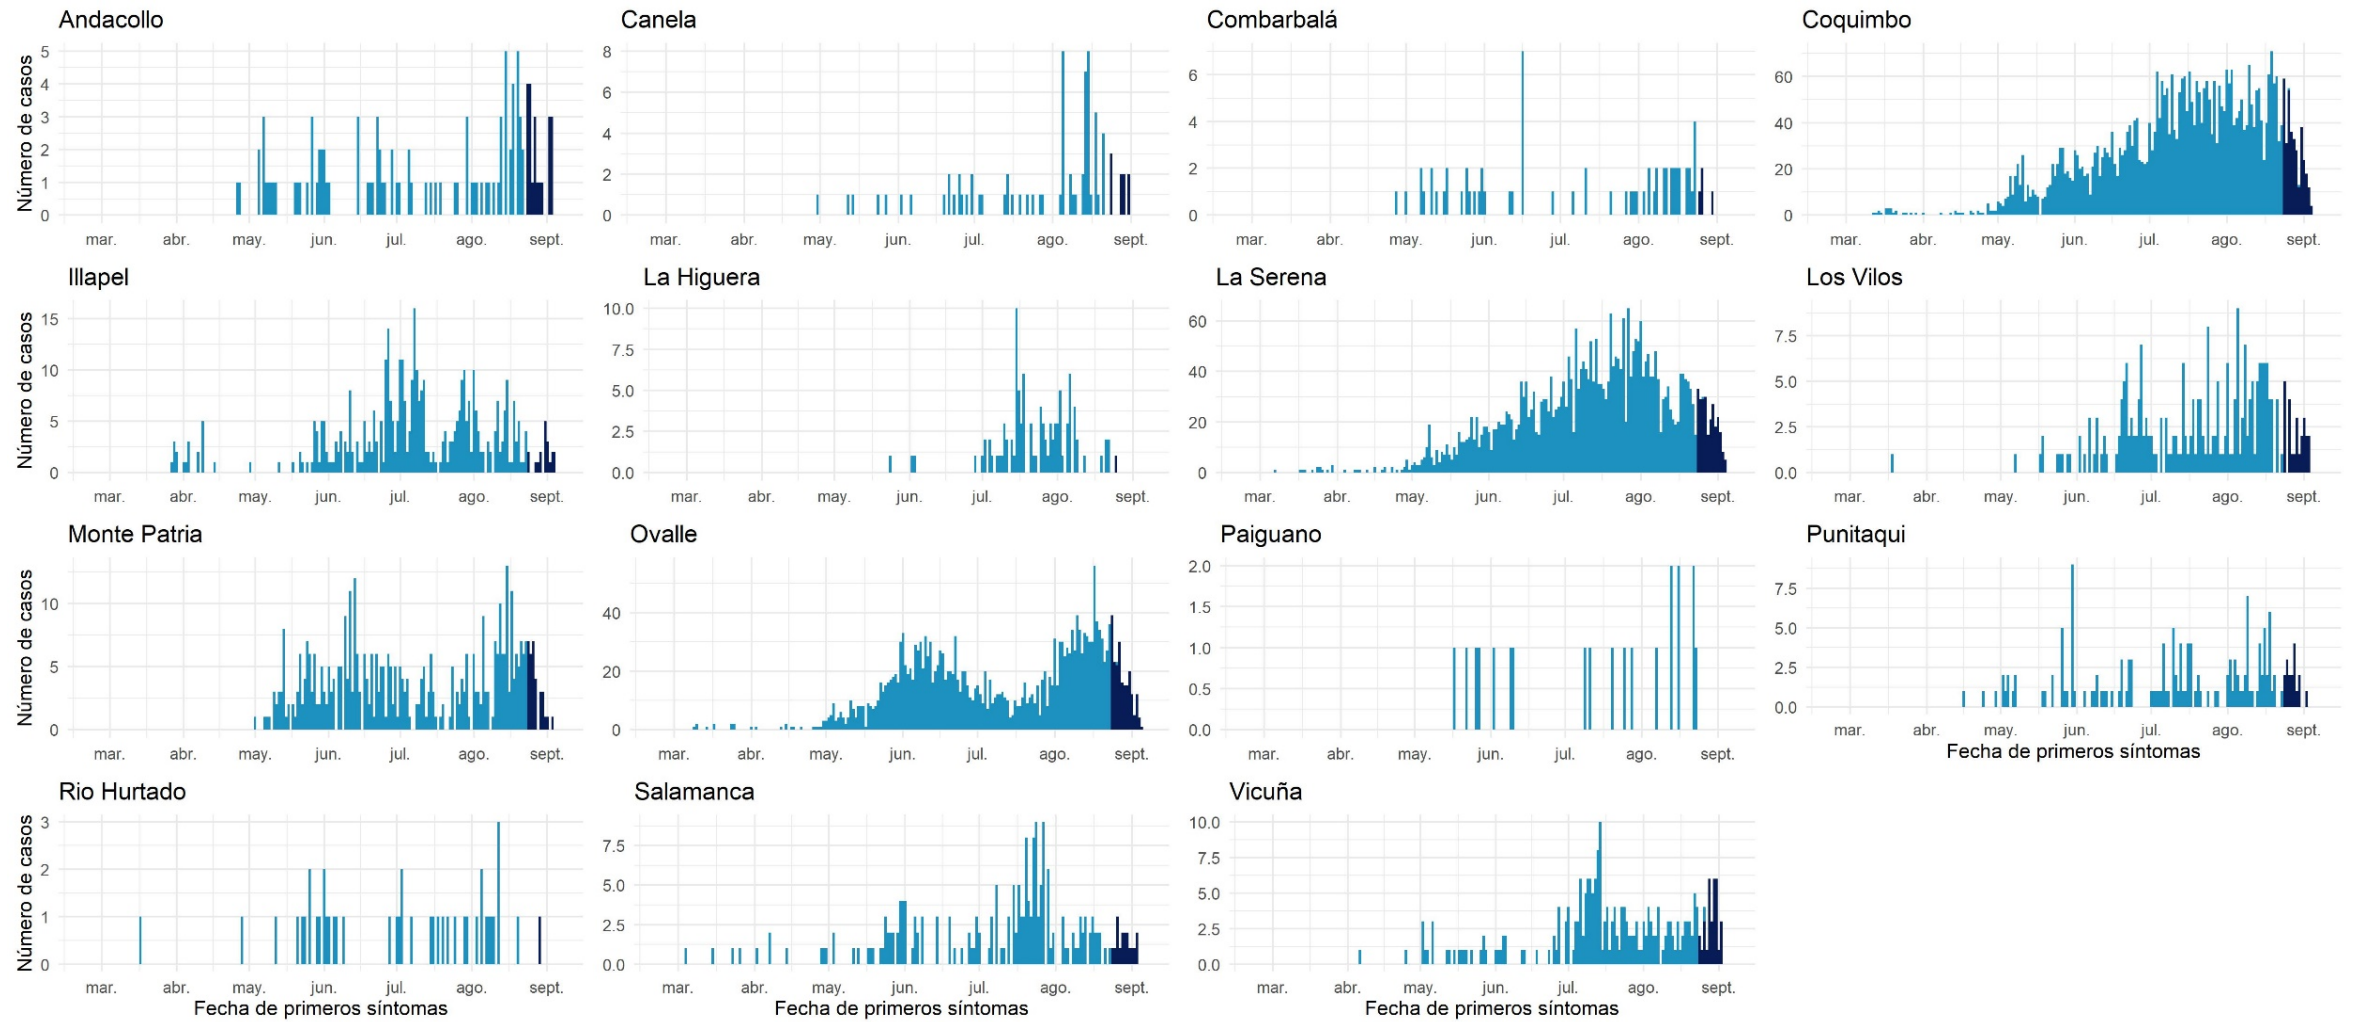 Andacollo
Canela
Combarbalá
Coquimbo
Número de casos
5
4
3
2
1
0
8
6
4
2
0
6
4
2
0
60
40
20
0
mar. abr. may. jun. jul. ago. sept.
mar. abr. may. jun. jul. ago. sept.
mar. abr. may. jun. jul. ago. sept.
mar. abr. may. jun. jul. ago. sept.
Illapel
La Higuera
La Serena
Los Vilos
Número de casos
15
10
5
0
10.0
7.5
5.0
2.5
0.0
60
40
20
0
7.5
5.0
2.5
0.0
mar. abr. may. jun. jul. ago. sept.
mar. abr. may. jun. jul. ago. sept.
mar. abr. may. jun. jul. ago. sept.
mar. abr. may. jun. jul. ago. sept.
Monte Patria
Ovalle
Paiguano
Punitaqui
Número de casos
10
5
0
40
20
0
2.0
1.5
1.0
0.5
0.0
7.5
5.0
2.5
0.0
mar. abr. may. jun. jul. ago. sept.
mar. abr. may. jun. jul. ago. sept.
mar. abr. may. jun. jul. ago. sept.
mar. abr. may. jun. jul. ago. sept.
Fecha de primeros síntomas
Rio Hurtado
Salamanca
Vicuña
Número de casos
3
2
1
0
7.5
5.0
2.5
0.0
10.0
7.5
5.0
2.5
0.0
mar. abr. may. jun. jul. ago. sept.
mar. abr. may. jun. jul. ago. sept.
mar. abr. may. jun. jul. ago. sept.
Fecha de primeros síntomas
Fecha de primeros síntomas
Fecha de primeros síntomas